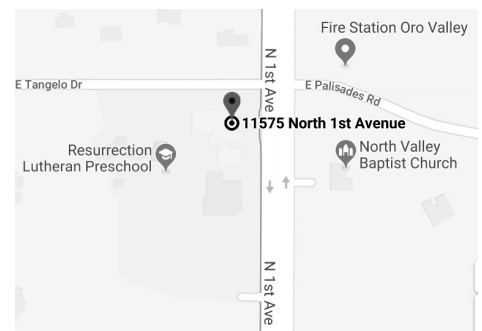 Fire Station Oro Valley
N 1st Ave
E Tangelo Dr
E Palisades Rd
11575 North 1st Avenue
Resurrection
Lutheran Preschool
North Valley
Baptist Church
N 1st Ave